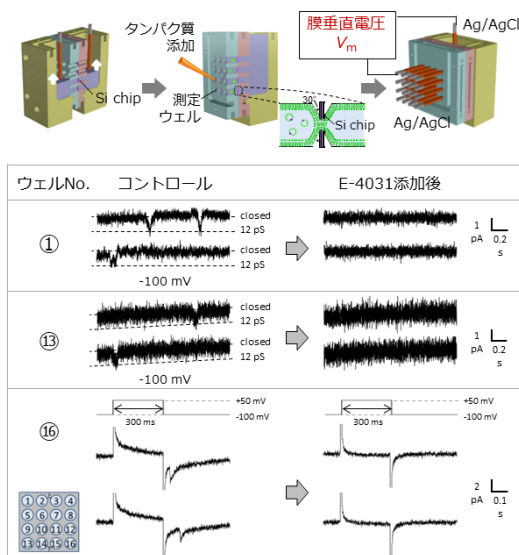 タンパク質
添加
膜垂直電圧
Vm
Ag/AgCl
Si chip
測定
ウェル
30°
Si chip
Ag/AgCl
ウェルNo.
コントロール
E-4031添加後
①
closed
12 pS
closed
12 pS
-100 mV
1
pA
0.2
s
⑬
closed
12 pS
closed
12 pS
-100 mV
1
pA
0.2
s
⑯
+50 mV
-100 mV
300 ms
+50 mV
-100 mV
300 ms
2
pA
0.1
s
① ② ③ ④
⑤ ⑥ ⑦ ⑧
⑨ ⑩ ⑪ ⑫
⑬ ⑭ ⑮ ⑯